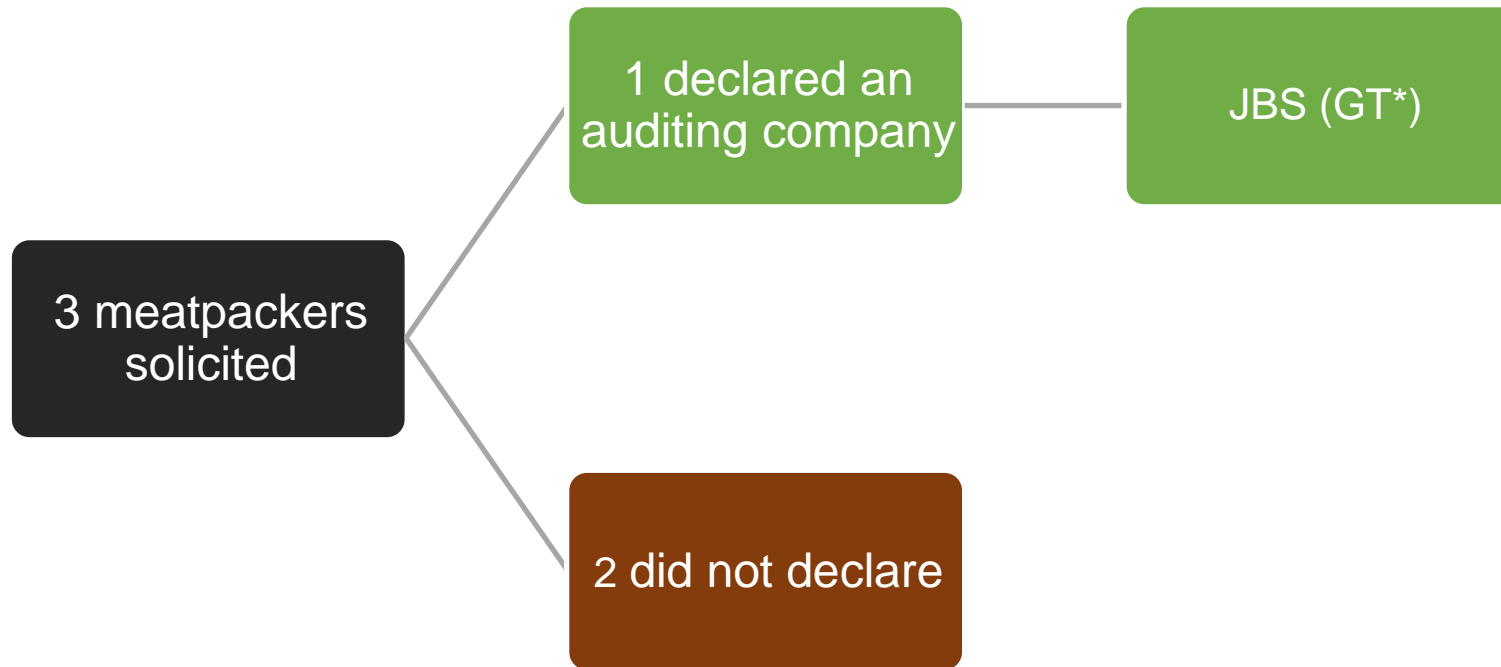 1 declared an
auditing company
JBS (GT*)
3 meatpackers
solicited
2 did not declare